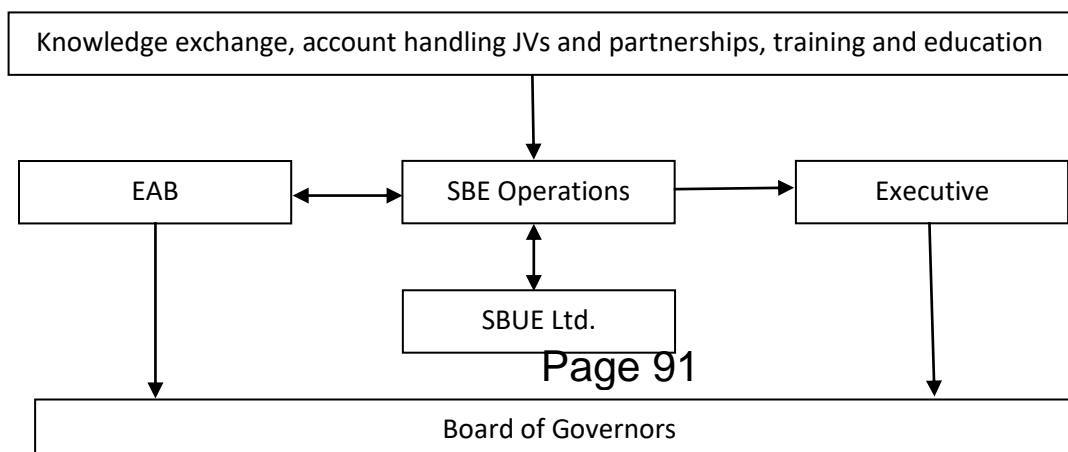 Knowledge exchange, account handling JVs and partnerships, training and education
EAB
SBE Operations
Executive
SBUE Ltd.
Page 91
Board of Governors